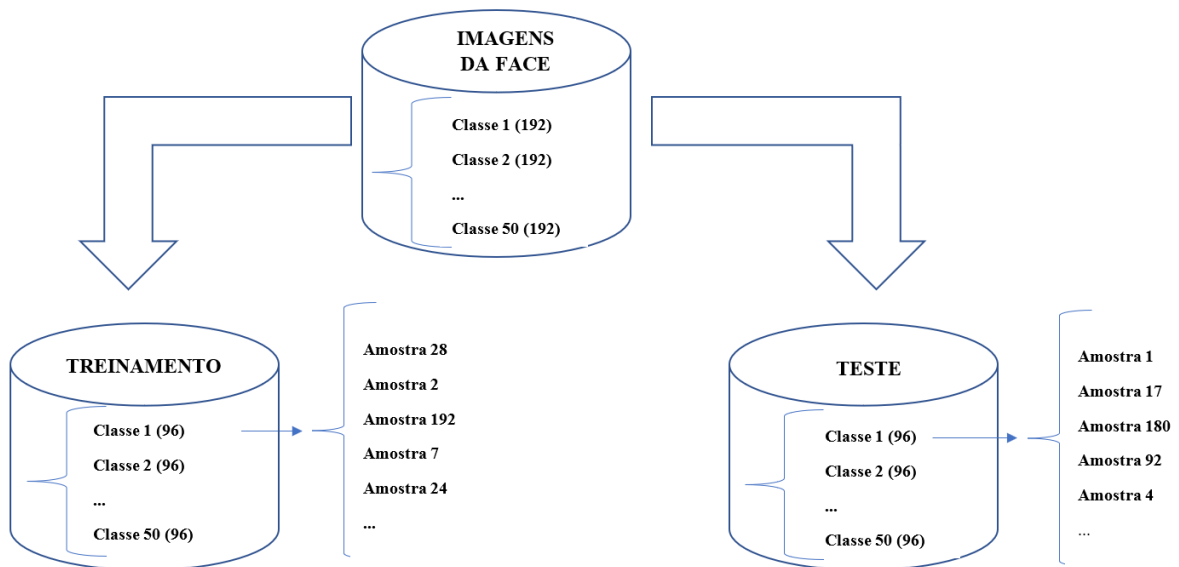 IMAGENS
DA FACE
Classe 1 (192)
Classe 2 (192)
...
Classe 50 (192)
TREINAMENTO
Classe 1 (96)
Classe 2 (96)
...
Classe 50 (96)
Amostra 28
Amostra 2
Amostra 192
Amostra 7
Amostra 24
...
TESTE
Classe 1 (96)
Classe 2 (96)
...
Classe 50 (96)
Amostra 1
Amostra 17
Amostra 180
Amostra 92
Amostra 4
...